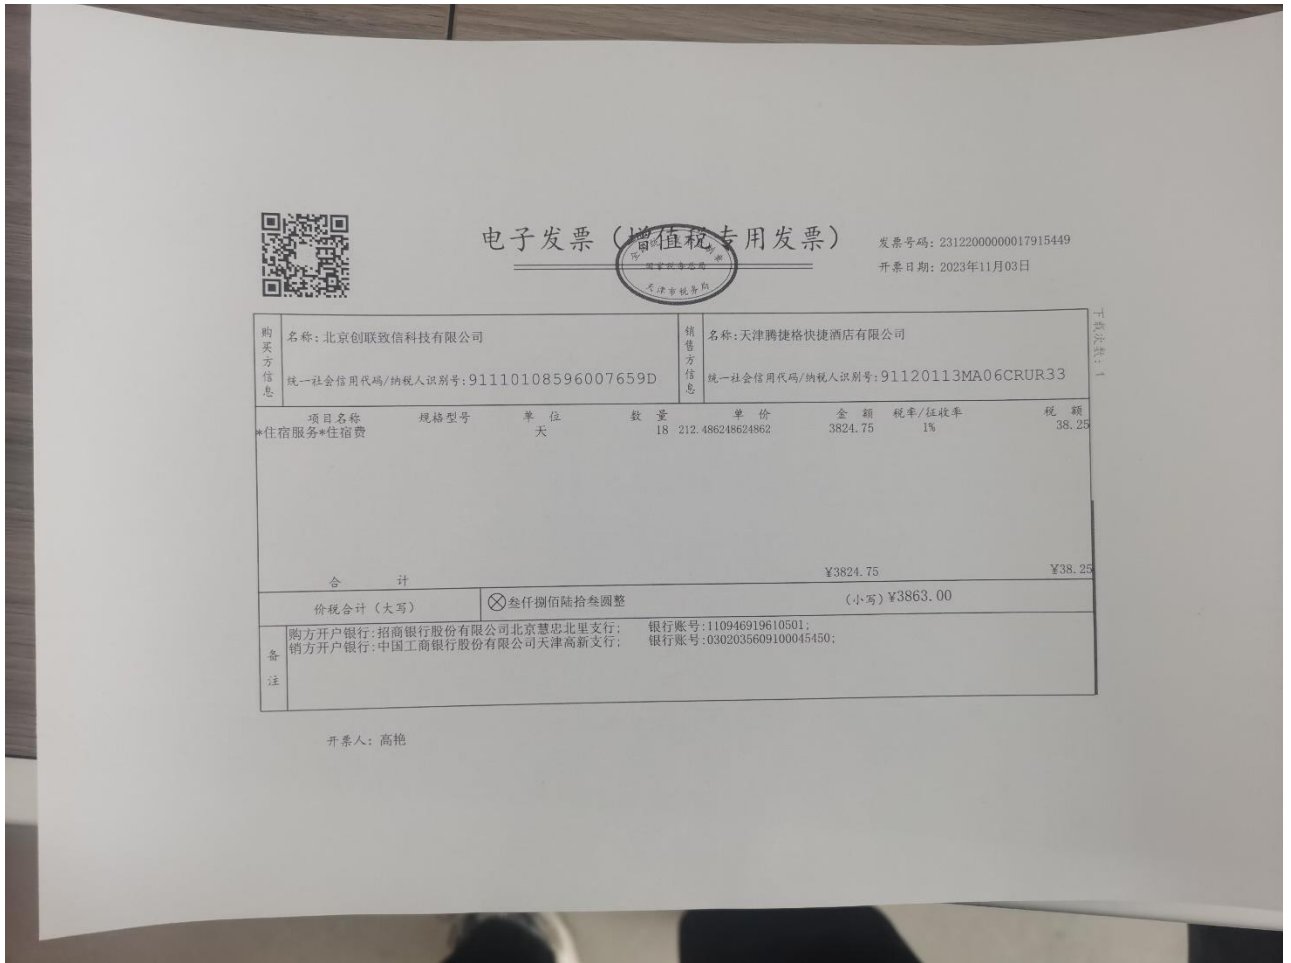 电子发票（增值税专用发票）
国家税务总局
天津市税务局
发票号码: 23122000000017915449
开票日期: 2023年11月03日
下载次数: 1
购买方信息
名称: 北京创联致信科技有限公司
统一社会信用代码/纳税人识别号: 91110108596007659D
销售方信息
名称: 天津腾捷格快捷酒店有限公司
统一社会信用代码/纳税人识别号: 91120113MA06CRUR33
项目名称 规格型号 单位 数量 单价 金额 税率/征收率 税额
*住宿服务*住宿费 天 18 212.486248624862 3824.75 1% 38.25
合计 ¥3824.75 ¥38.25
价税合计（大写） 叁仟捌佰陆拾叁圆整 （小写）¥3863.00
备注
购方开户银行:招商银行股份有限公司北京慧忠北里支行; 银行账号:110946919610501;
销方开户银行:中国工商银行股份有限公司天津高新支行; 银行账号:0302035609100045450;
开票人: 高艳